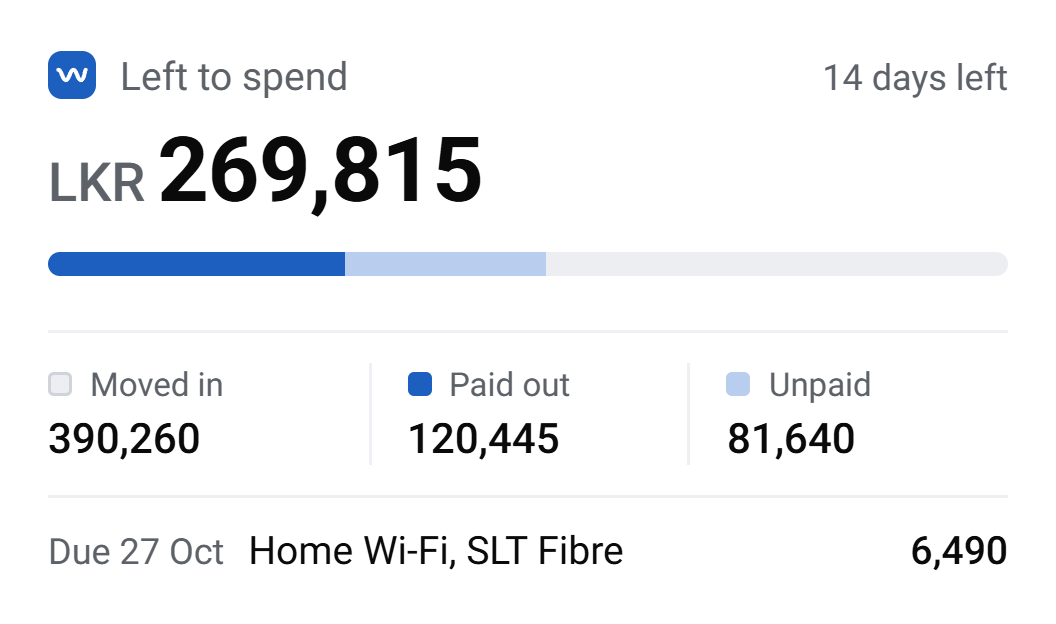 Left to spend
14 days left
LKR 269,815
Moved in
390,260
Paid out
120,445
Unpaid
81,640
Due 27 Oct Home Wi-Fi, SLT Fibre 6,490